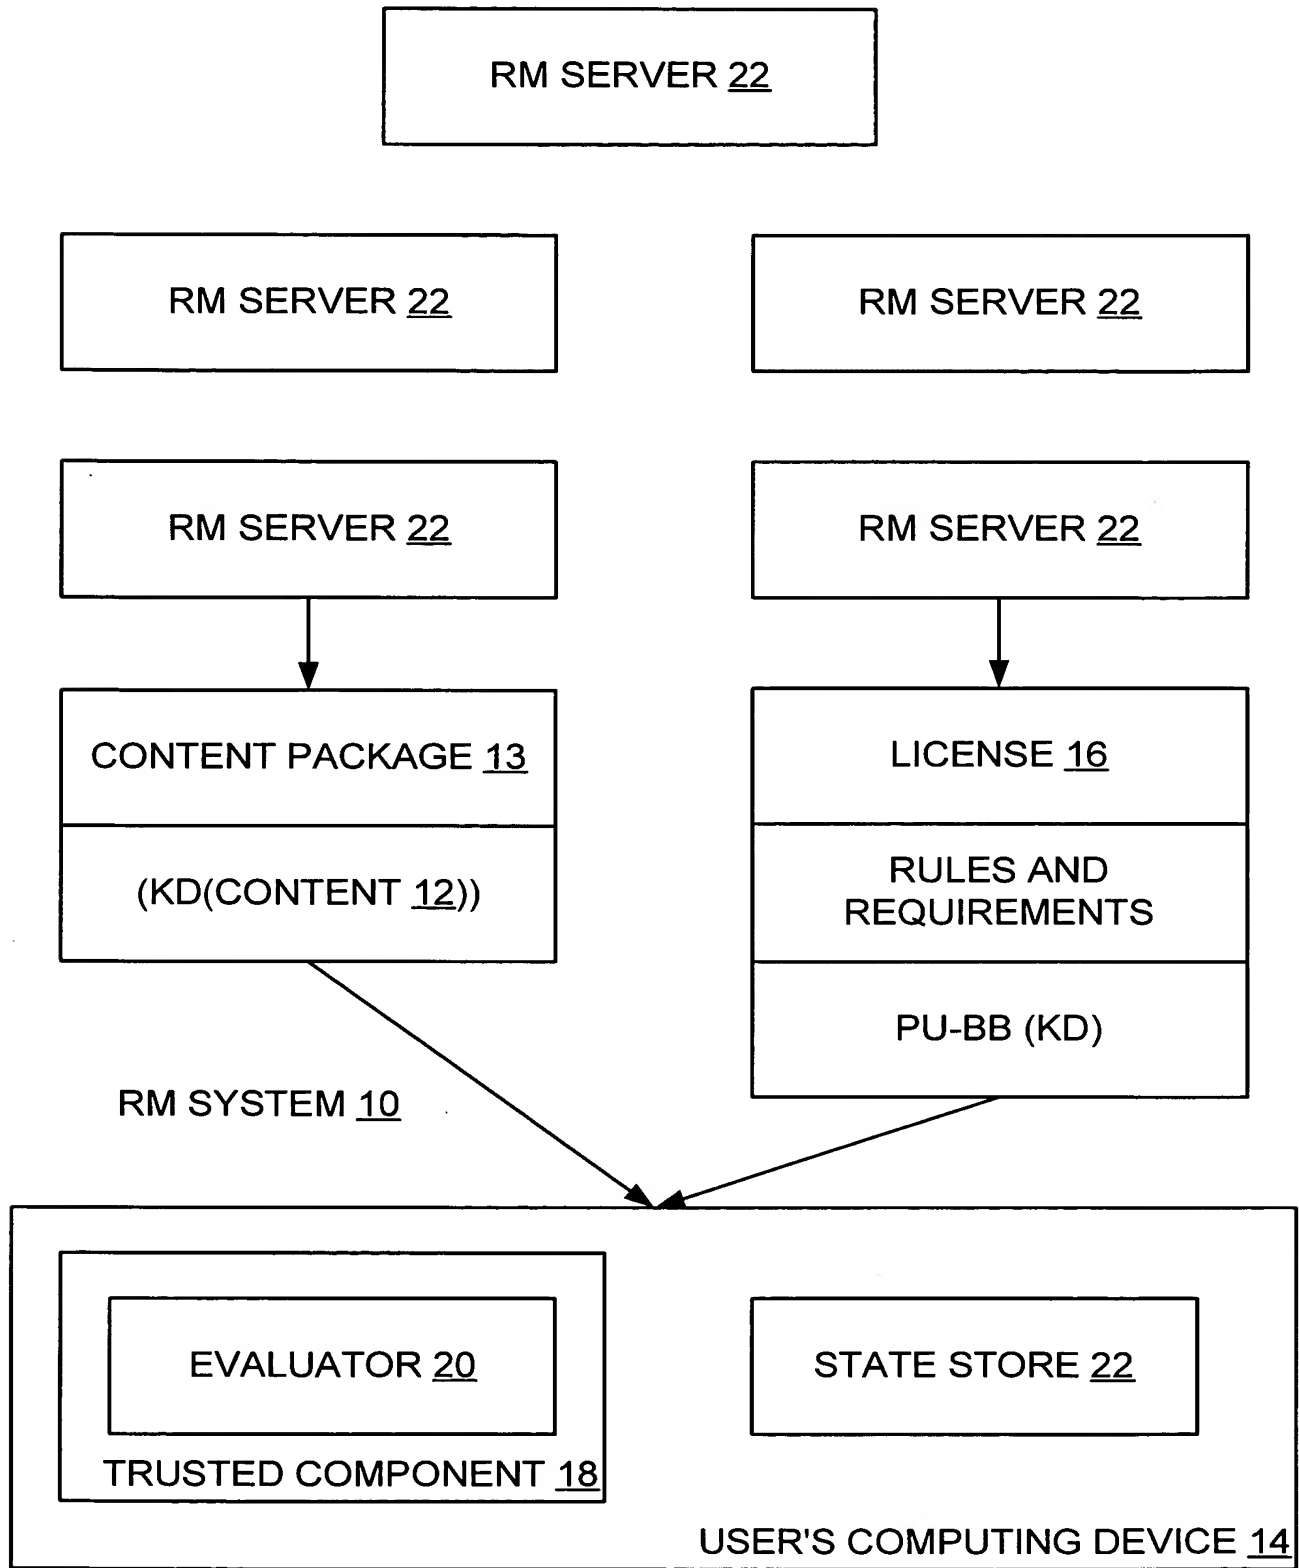 RM SERVER 22
RM SERVER 22
RM SERVER 22
RM SERVER 22
RM SERVER 22
CONTENT PACKAGE 13
(KD(CONTENT 12))
LICENSE 16
RULES AND
REQUIREMENTS
PU-BB (KD)
RM SYSTEM 10
EVALUATOR 20
TRUSTED COMPONENT 18
STATE STORE 22
USER'S COMPUTING DEVICE 14